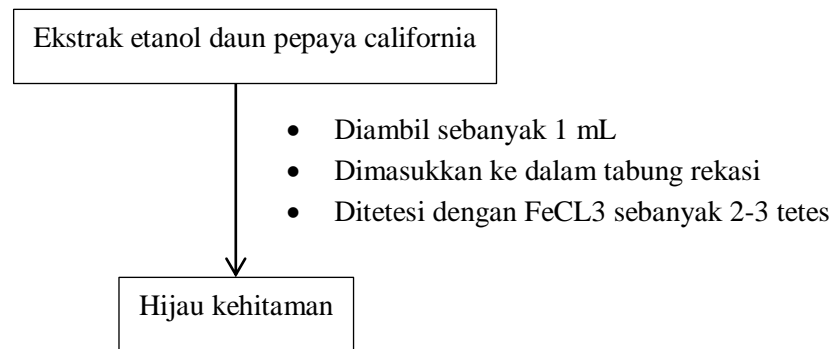 Ekstrak etanol daun pepaya california
• Diambil sebanyak 1 mL
• Dimasukkan ke dalam tabung rekasi
• Ditetesi dengan FeCL3 sebanyak 2-3 tetes
Hijau kehitaman